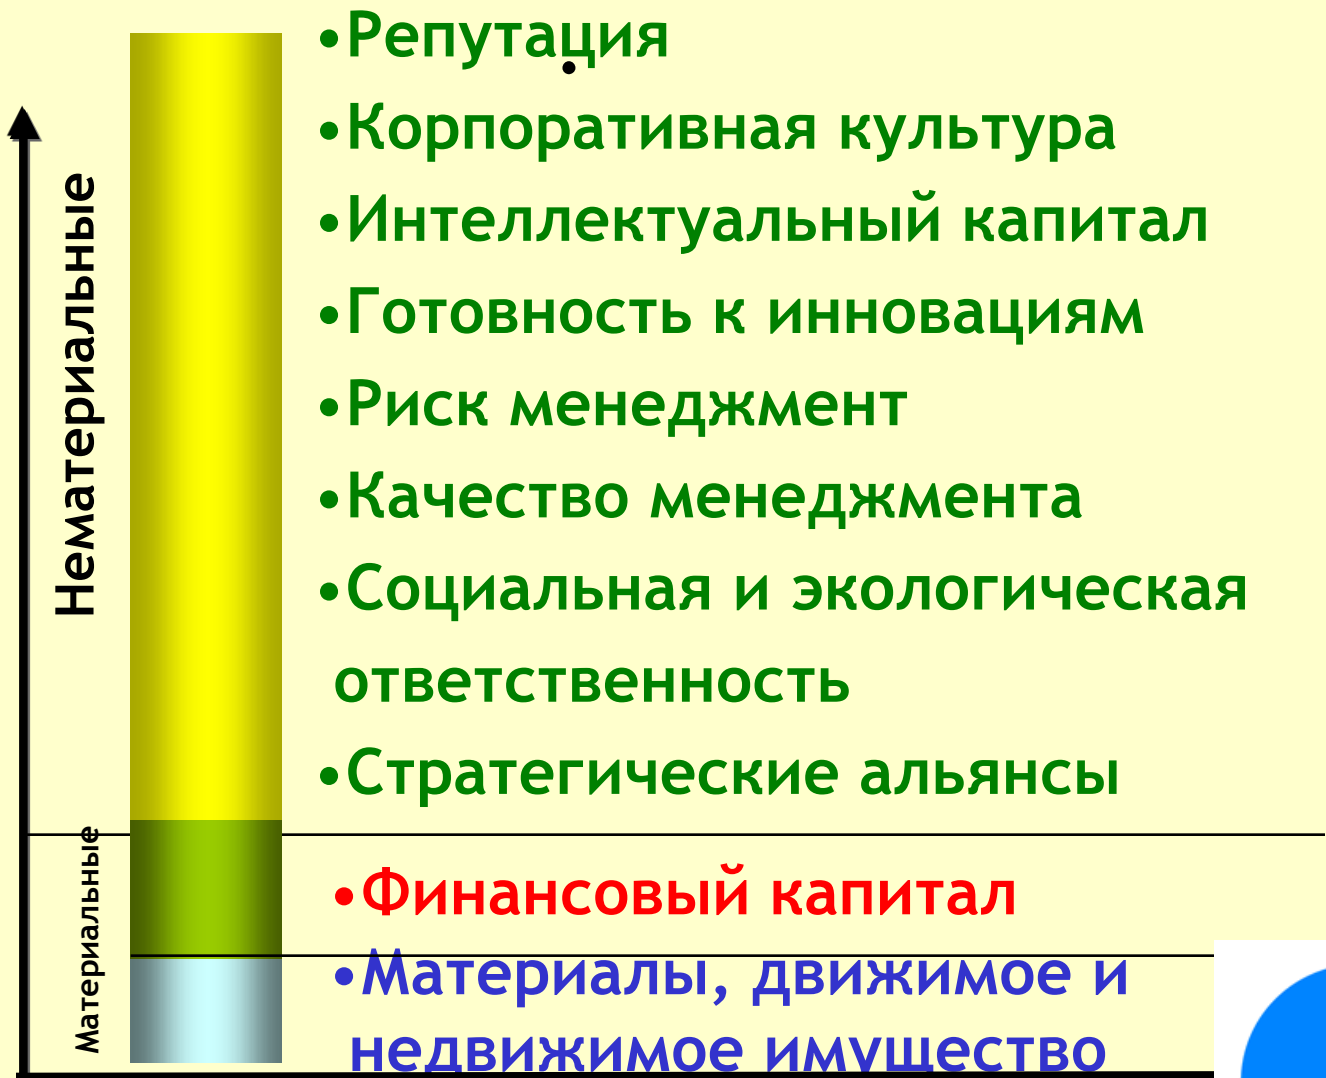 •Репутация
•Корпоративная культура
•Интеллектуальный капитал
•Готовность к инновациям
•Риск менеджмент
•Качество менеджмента
•Социальная и экологическая
ответственность
•Стратегические альянсы
•Финансовый капитал
•Материалы, движимое и
недвижимое имущество
Нематериальные
Материальные